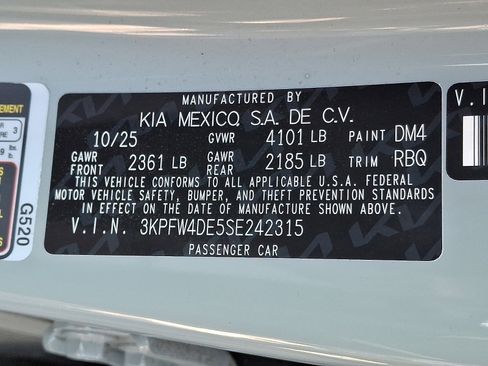 MANUFACTURED BY
KIA MEXICO, S.A. DE C.V.
10/25 GVWR 4101 LB PAINT DM4
GAWR FRONT 2361 LB GAWR REAR 2185 LB TRIM RBQ
THIS VEHICLE CONFORMS TO ALL APPLICABLE U.S.A. FEDERAL
MOTOR VEHICLE SAFETY, BUMPER, AND THEFT PREVENTION STANDARDS
IN EFFECT ON THE DATE OF MANUFACTURE SHOWN ABOVE.
V.I.N. 3KPFW4DE5SE242315
PASSENGER CAR
G520
V.I